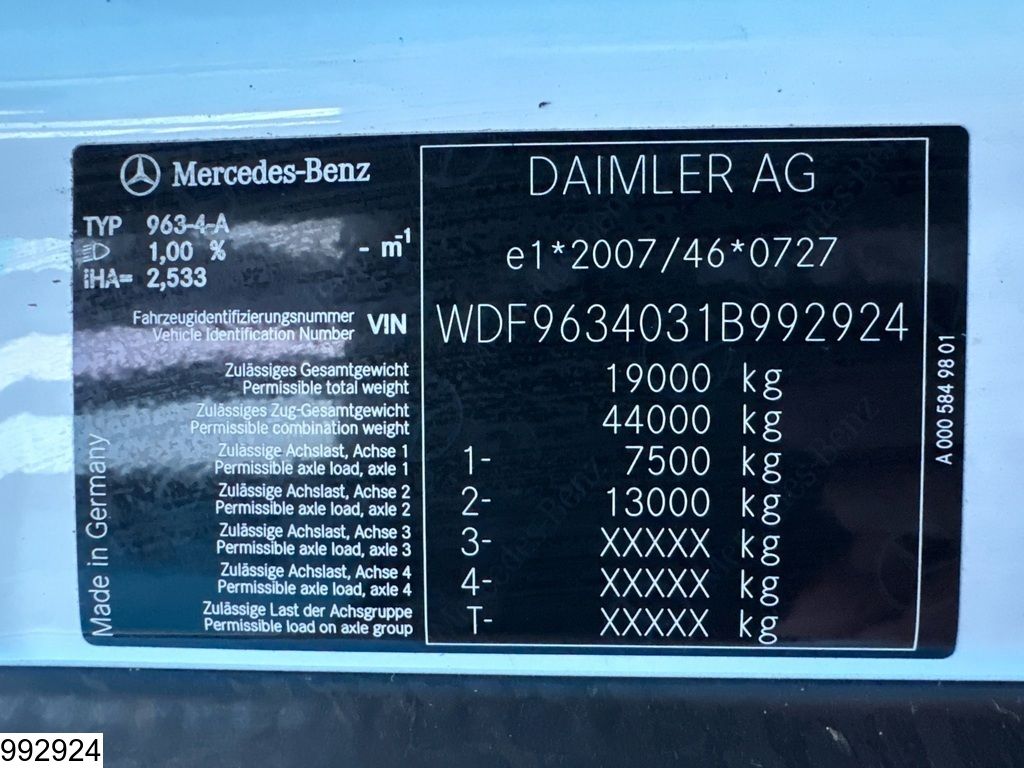 Mercedes-Benz
TYP 963-4-A
1,00 % - m-1
iHA= 2,533
DAIMLER AG
e1*2007/46*0727
Fahrzeugidentifizierungsnummer
Vehicle Identification Number
VIN WDF9634031B992924
Zulässiges Gesamtgewicht
Permissible total weight
19000 kg
Zulässiges Zug-Gesamtgewicht
Permissible combination weight
44000 kg
Zulässige Achslast, Achse 1
Permissible axle load, axle 1
1- 7500 kg
Zulässige Achslast, Achse 2
Permissible axle load, axle 2
2- 13000 kg
Zulässige Achslast, Achse 3
Permissible axle load, axle 3
3- XXXXX kg
Zulässige Achslast, Achse 4
Permissible axle load, axle 4
4- XXXXX kg
Zulässige Last der Achsgruppe
Permissible load on axle group
T- XXXXX kg
Made in Germany
A 000 584 98 01
992924